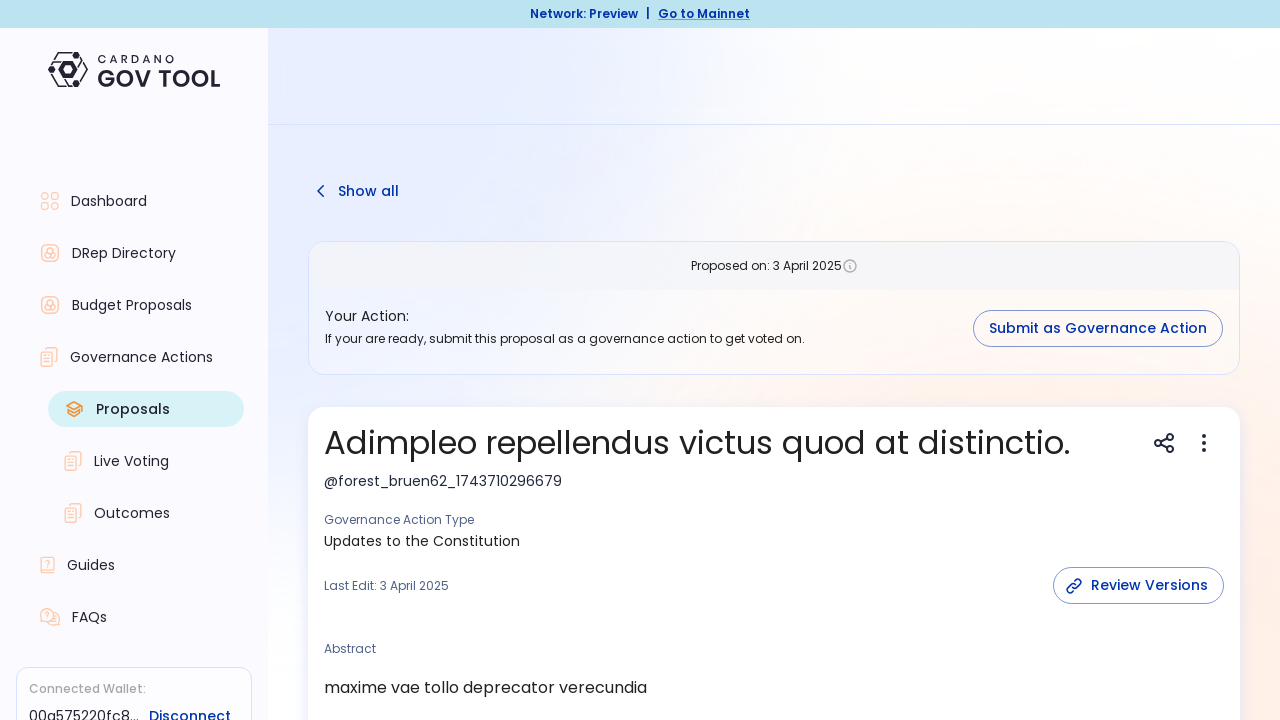 Network: Preview | Go to Mainnet
CARDANO
GOV TOOL
Dashboard
DRep Directory
Budget Proposals
Governance Actions
Proposals
Live Voting
Outcomes
Guides
FAQs
Connected Wallet:
00a575220fc8... Disconnect
Show all
Proposed on: 3 April 2025
Your Action:
If your are ready, submit this proposal as a governance action to get voted on.
Submit as Governance Action
Adimpleo repellendus victus quod at distinctio.
@forest_bruen62_1743710296679
Governance Action Type
Updates to the Constitution
Last Edit: 3 April 2025
Review Versions
Abstract
maxime vae tollo deprecator verecundia